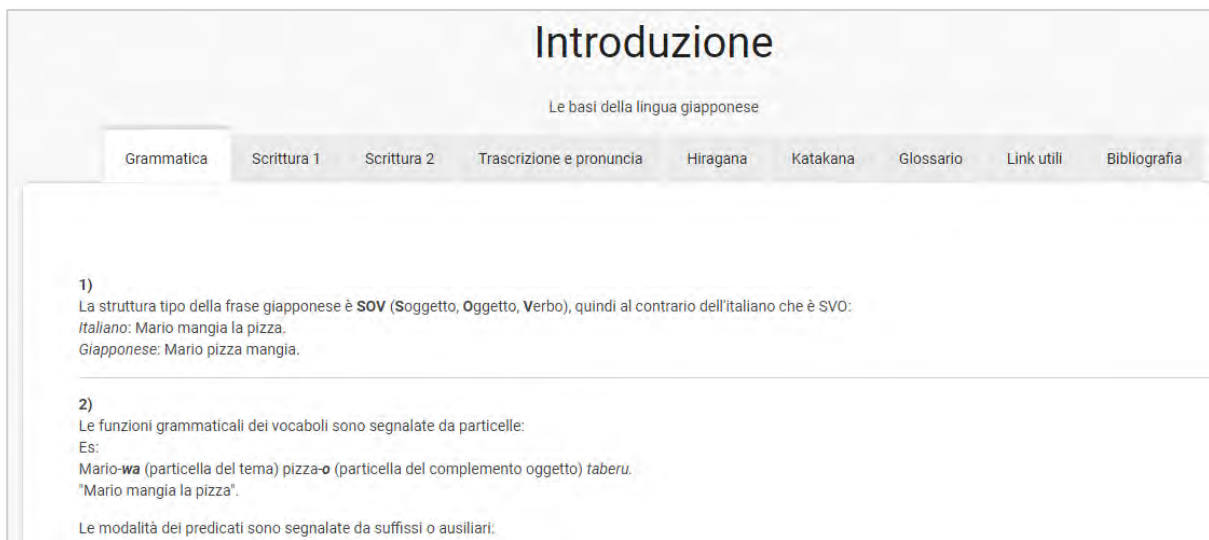 Introduzione
Le basi della lingua giapponese
Grammatica Scrittura 1 Scrittura 2 Trascrizione e pronuncia Hiragana Katakana Glossario Link utili Bibliografia
1)
La struttura tipo della frase giapponese è SOV (Soggetto, Oggetto, Verbo), quindi al contrario dell'italiano che è SVO:
Italiano: Mario mangia la pizza.
Giapponese: Mario pizza mangia.
2)
Le funzioni grammaticali dei vocaboli sono segnalate da particelle:
Es:
Mario-wa (particella del tema) pizza-o (particella del complemento oggetto) taberu.
"Mario mangia la pizza".
Le modalità dei predicati sono segnalate da suffissi o ausiliari: